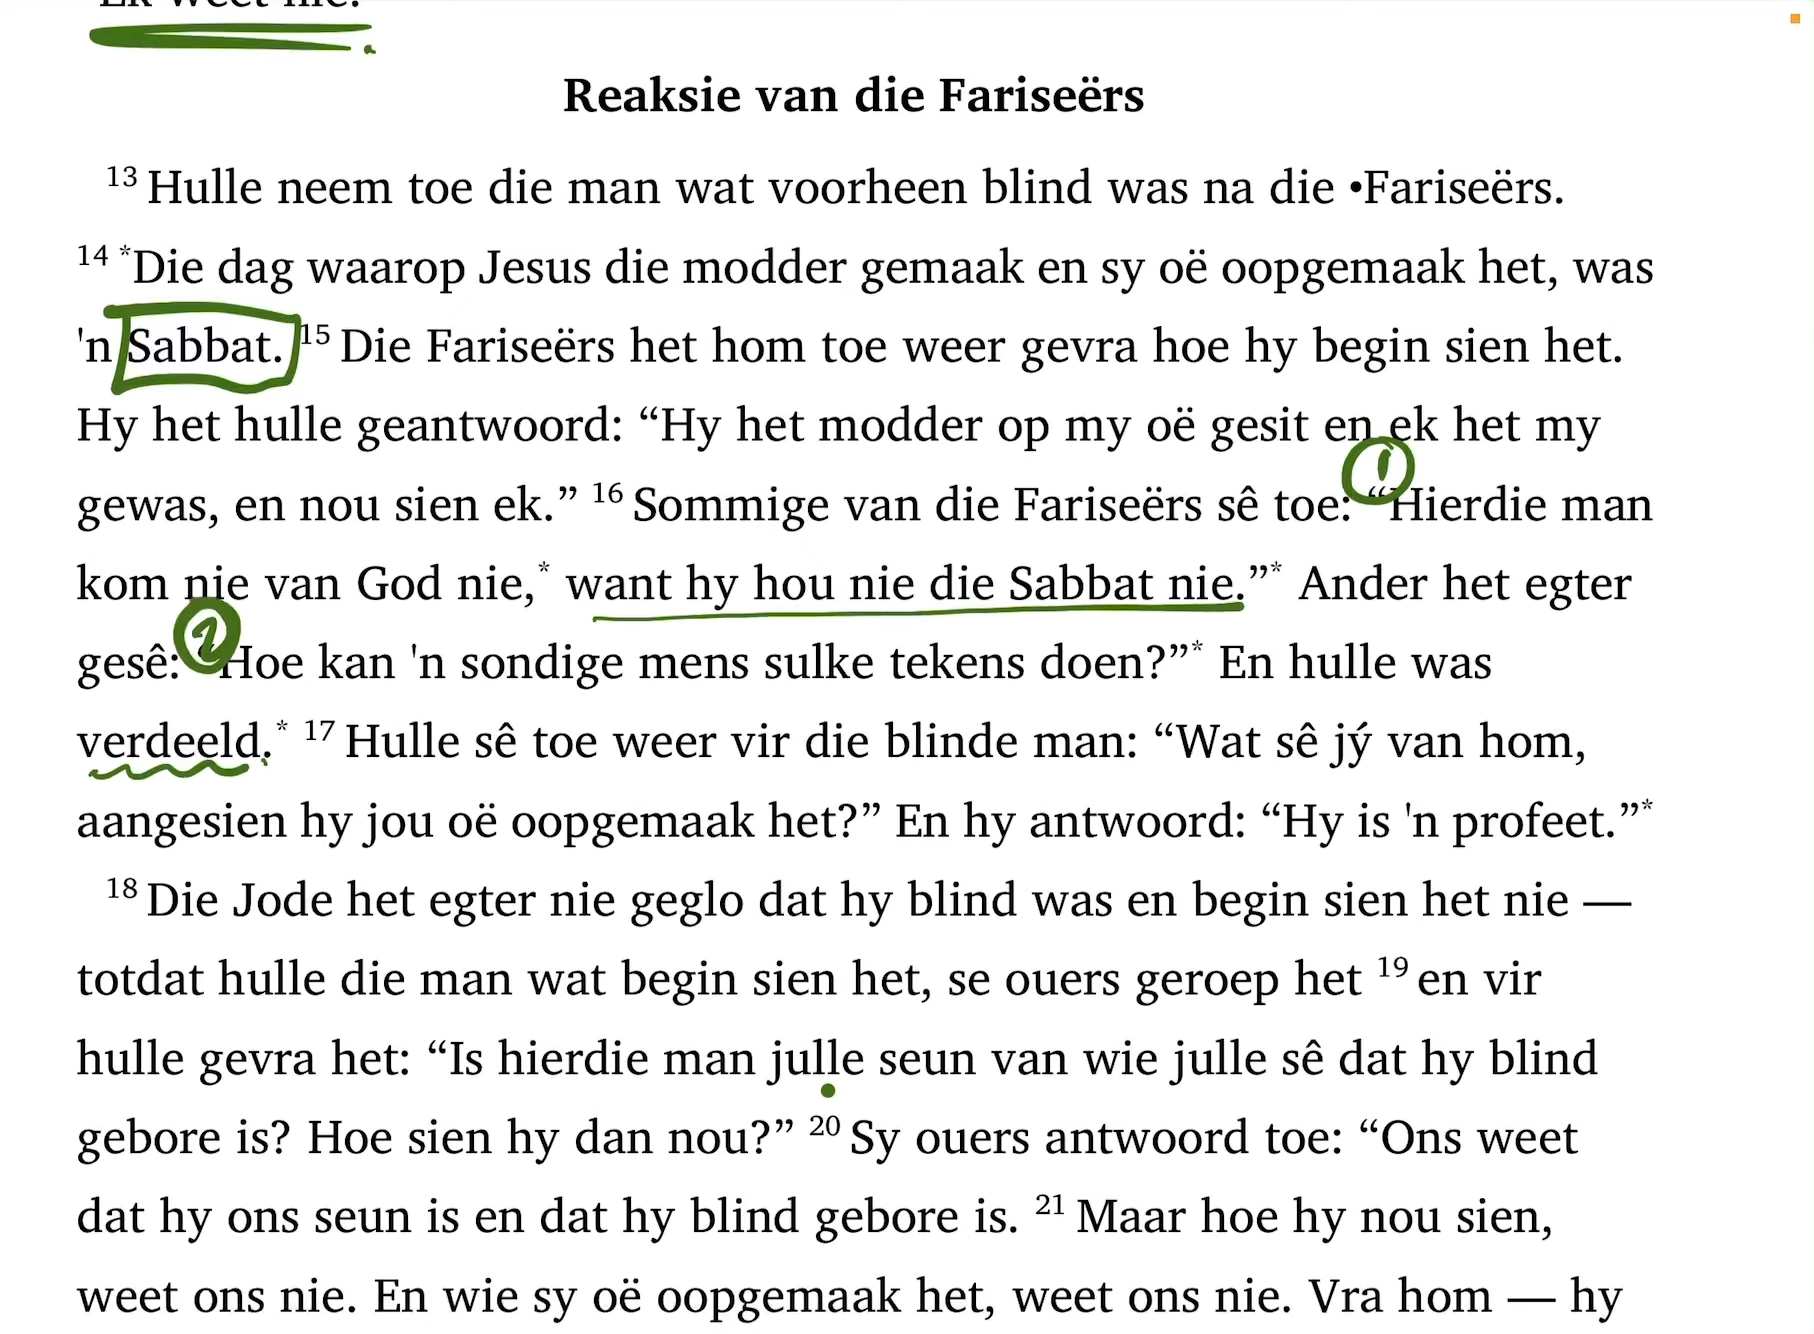 Ek weet nie.
Reaksie van die Fariseërs
13 Hulle neem toe die man wat voorheen blind was na die •Fariseërs.
14 *Die dag waarop Jesus die modder gemaak en sy oë oopgemaak het, was
'n Sabbat. 15 Die Fariseërs het hom toe weer gevra hoe hy begin sien het.
Hy het hulle geantwoord: “Hy het modder op my oë gesit en ek het my
1
gewas, en nou sien ek.” 16 Sommige van die Fariseërs sê toe: “Hierdie man
kom nie van God nie,* want hy hou nie die Sabbat nie.”* Ander het egter
2
gesê: “Hoe kan 'n sondige mens sulke tekens doen?”* En hulle was
verdeeld.* 17 Hulle sê toe weer vir die blinde man: “Wat sê jý van hom,
aangesien hy jou oë oopgemaak het?” En hy antwoord: “Hy is 'n profeet.”*
18 Die Jode het egter nie geglo dat hy blind was en begin sien het nie —
totdat hulle die man wat begin sien het, se ouers geroep het 19 en vir
hulle gevra het: “Is hierdie man julle seun van wie julle sê dat hy blind
gebore is? Hoe sien hy dan nou?” 20 Sy ouers antwoord toe: “Ons weet
dat hy ons seun is en dat hy blind gebore is. 21 Maar hoe hy nou sien,
weet ons nie. En wie sy oë oopgemaak het, weet ons nie. Vra hom — hy